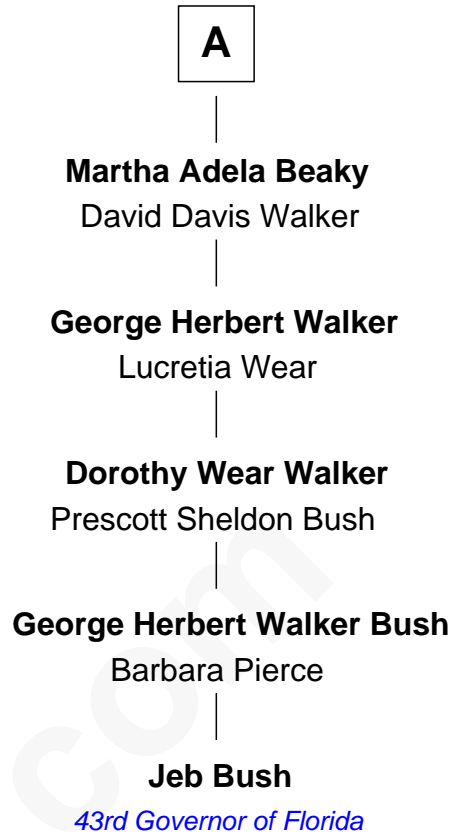 A
Martha Adela Beaky
David Davis Walker
George Herbert Walker
Lucretia Wear
Dorothy Wear Walker
Prescott Sheldon Bush
George Herbert Walker Bush
Barbara Pierce
Jeb Bush
43rd Governor of Florida
com